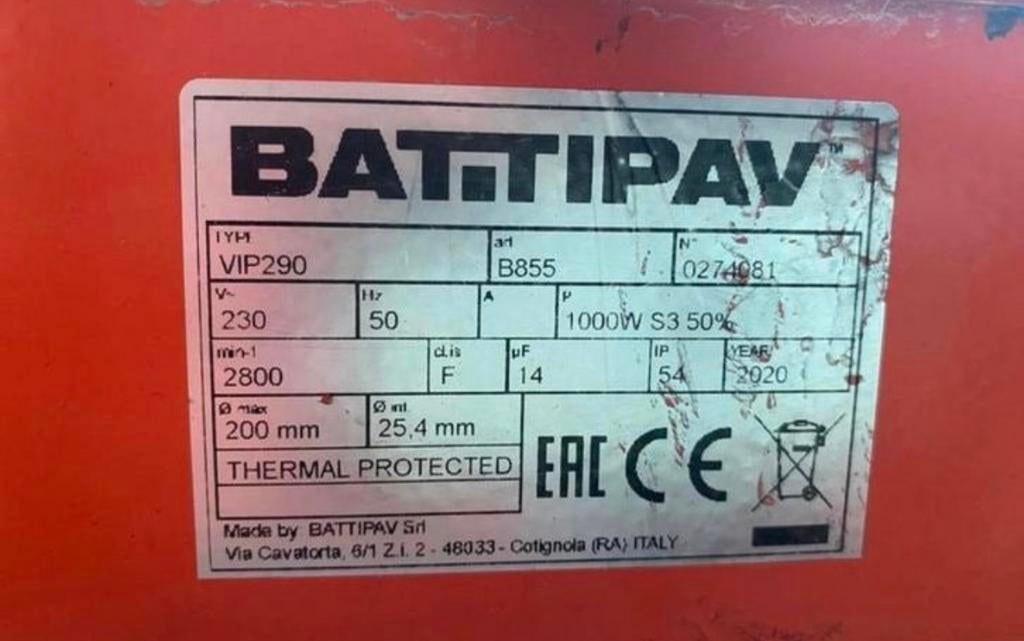 BATTIPAV™
TYPE art N°
VIP290 B855 0274081
V~ Hz A P
230 50 1000W S3 50%
min-1 cl.is µF IP YEAR
2800 F 14 54 2020
Ø max Ø int.
200 mm 25,4 mm
THERMAL PROTECTED
EAC CE
Made by BATTIPAV Srl
Via Cavatorta, 6/1 Z.I. 2 - 48033 - Cotignola (RA) ITALY